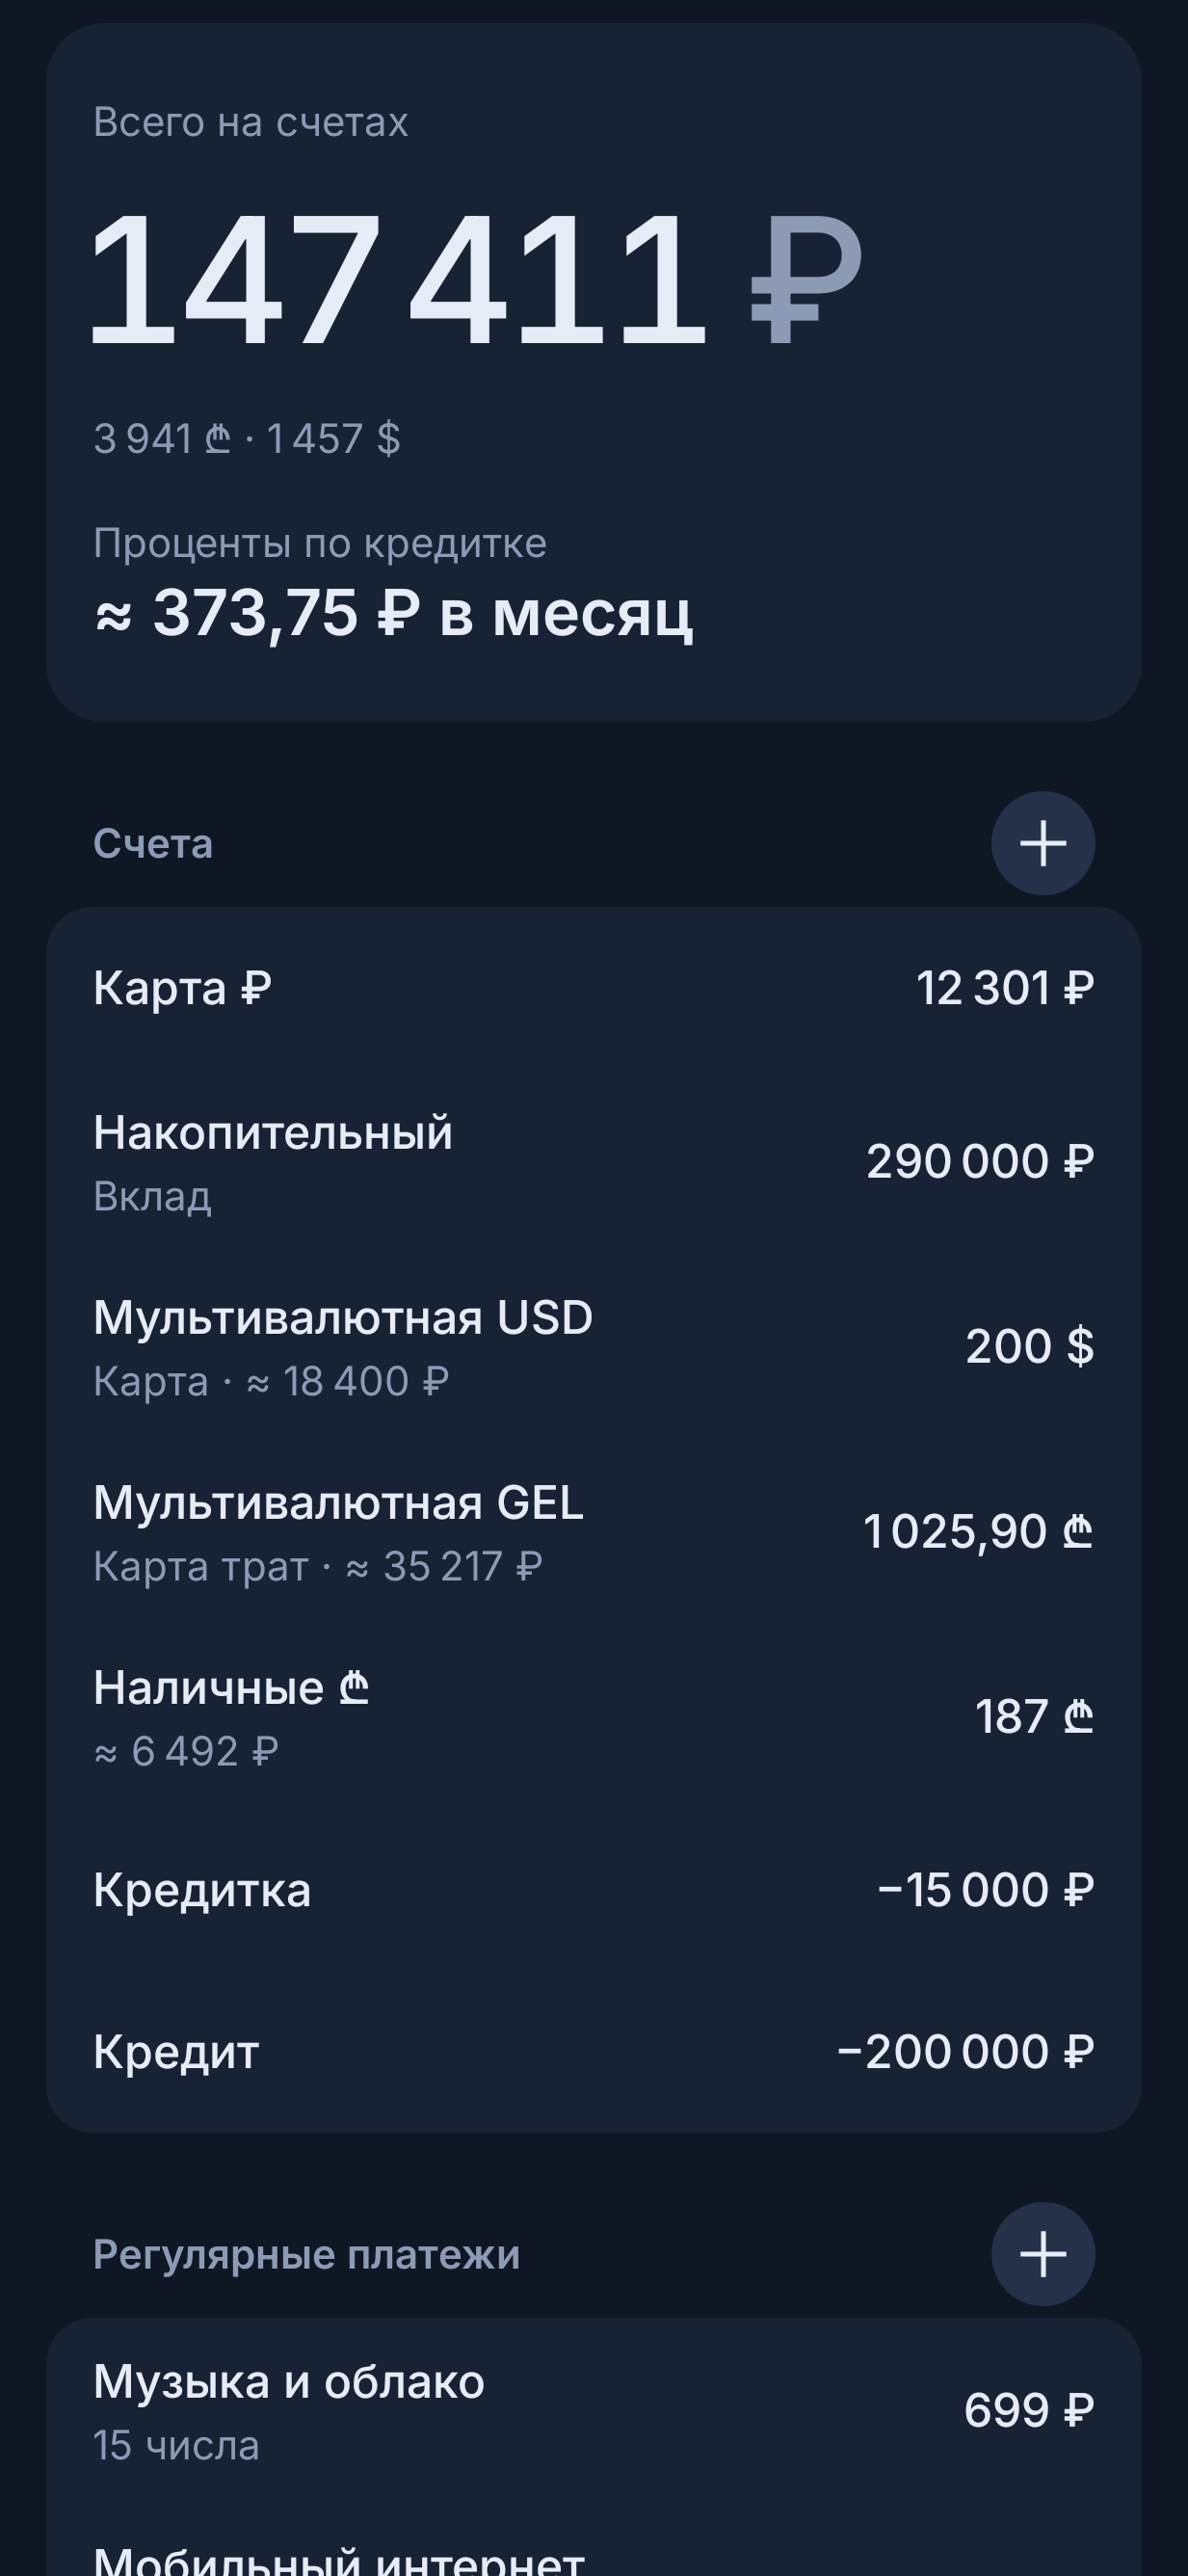 Всего на счетах
147 411 ₽
3 941 ₾ · 1 457 $
Проценты по кредитке
≈ 373,75 ₽ в месяц
Счета
Карта ₽
12 301 ₽
Накопительный
Вклад
290 000 ₽
Мультивалютная USD
Карта · ≈ 18 400 ₽
200 $
Мультивалютная GEL
Карта трат · ≈ 35 217 ₽
1 025,90 ₾
Наличные ₾
≈ 6 492 ₽
187 ₾
Кредитка
−15 000 ₽
Кредит
−200 000 ₽
Регулярные платежи
Музыка и облако
15 числа
699 ₽
Мобильный интернет